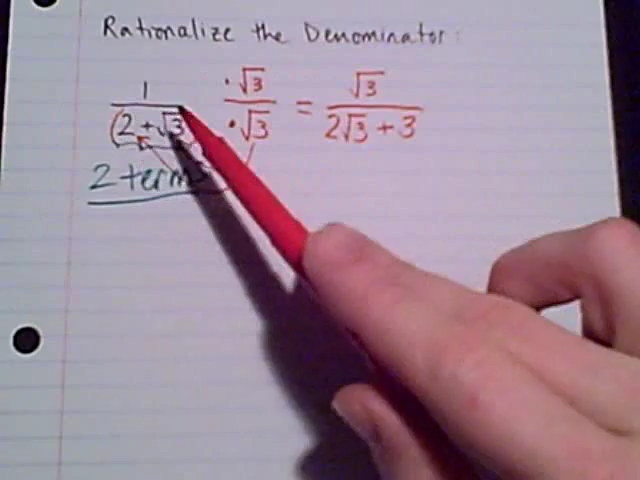 Rationalize the Denominator:
1/(2 + √3 · √3/· √3 = √3/2√3 + 3
2 terms